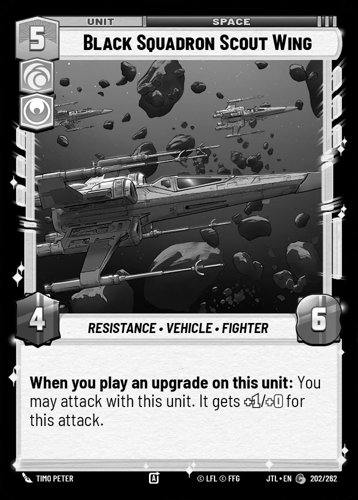 UNIT
SPACE
5
BLACK SQUADRON SCOUT WING
4
6
RESISTANCE • VEHICLE • FIGHTER
When you play an upgrade on this unit: You
may attack with this unit. It gets +1/+0 for
this attack.
TIMO PETER
© LFL © FFG
JTL • EN
202/262